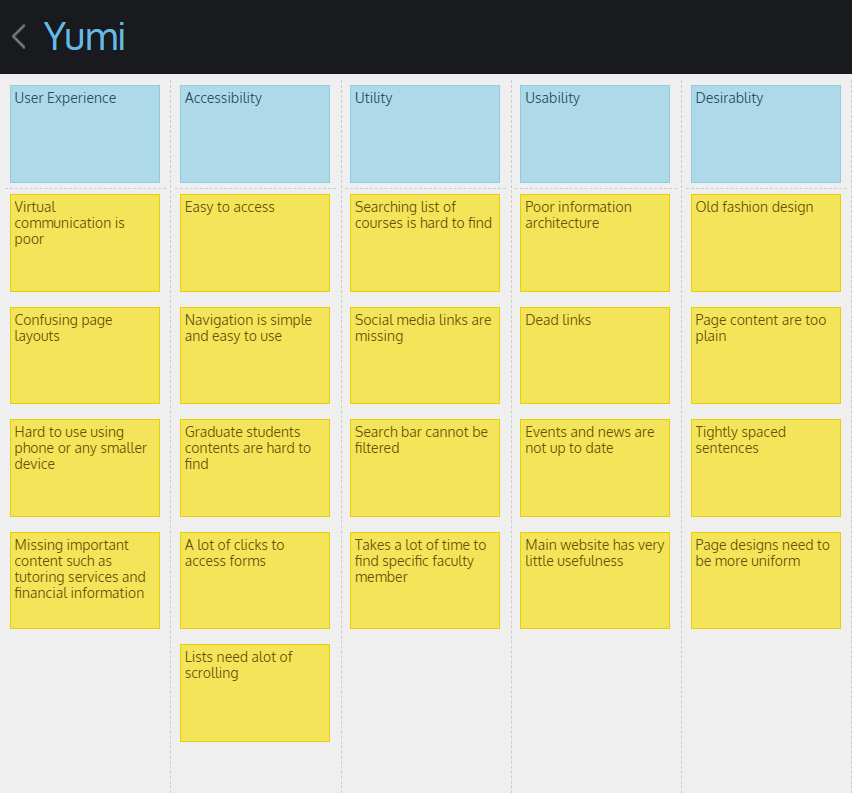 Yumi
User Experience
Accessibility
Utility
Usability
Desirablity
Virtual
communication is
poor
Easy to access
Searching list of
courses is hard to find
Poor information
architecture
Old fashion design
Confusing page
layouts
Navigation is simple
and easy to use
Social media links are
missing
Dead links
Page content are too
plain
Hard to use using
phone or any smaller
device
Graduate students
contents are hard to
find
Search bar cannot be
filtered
Events and news are
not up to date
Tightly spaced
sentences
Missing important
content such as
tutoring services and
financial information
A lot of clicks to
access forms
Takes a lot of time to
find specific faculty
member
Main website has very
little usefulness
Page designs need to
be more uniform
Lists need alot of
scrolling